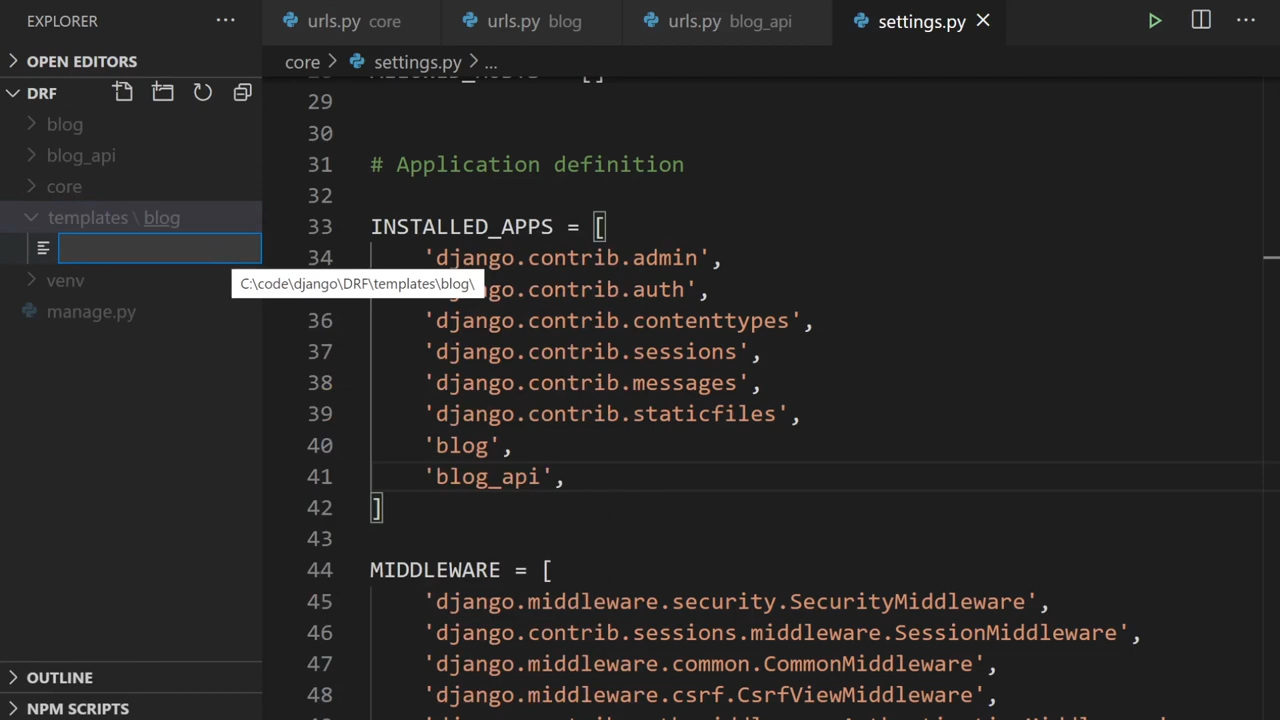 EXPLORER
urls.py core
urls.py blog
urls.py blog_api
settings.py
OPEN EDITORS
core > settings.py > ...
DRF
blog
blog_api
core
templates \ blog
venv
manage.py
C:\code\django\DRF\templates\blog\
29
30
31 # Application definition
32
33 INSTALLED_APPS = [
34 'django.contrib.admin',
django.contrib.auth',
36 'django.contrib.contenttypes',
37 'django.contrib.sessions',
38 'django.contrib.messages',
39 'django.contrib.staticfiles',
40 'blog',
41 'blog_api',
42 ]
43
44 MIDDLEWARE = [
45 'django.middleware.security.SecurityMiddleware',
46 'django.contrib.sessions.middleware.SessionMiddleware',
47 'django.middleware.common.CommonMiddleware',
48 'django.middleware.csrf.CsrfViewMiddleware',
OUTLINE
NPM SCRIPTS